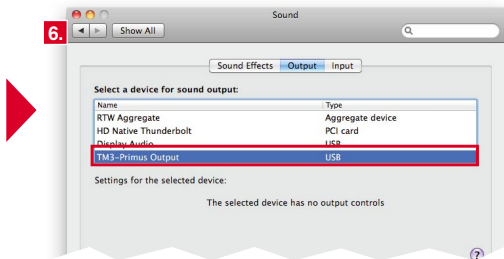 Sound
6.
Show All
Sound Effects Output Input
Select a device for sound output:
Name Type
RTW Aggregate Aggregate device
HD Native Thunderbolt PCI card
Display Audio USB
TM3-Primus Output USB
Settings for the selected device:
The selected device has no output controls
?